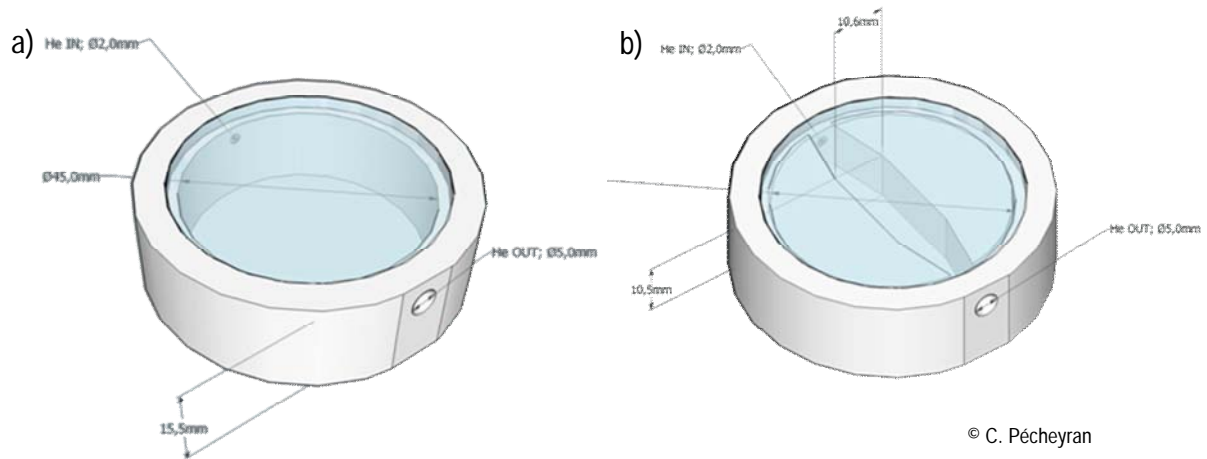 a)
He IN; Ø2,0mm
Ø45,0mm
He OUT; Ø5,0mm
15,5mm
b)
10,6mm
He IN; Ø2,0mm
He OUT; Ø5,0mm
10,5mm
© C. Pécheyran